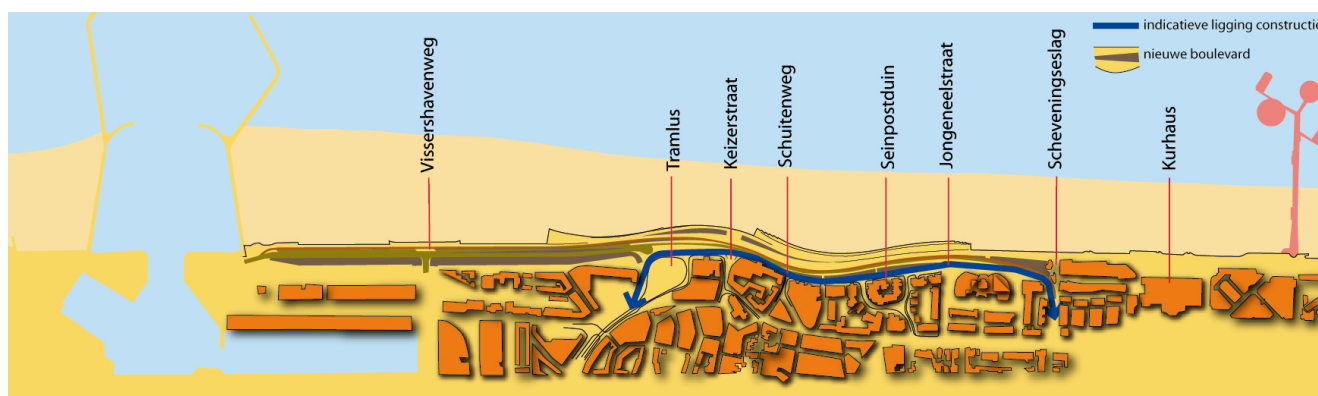 indicatieve ligging constructie
nieuwe boulevard
Vissershavenweg
Tramlus
Keizerstraat
Schuitenweg
Seinpostduin
Jongeneelstraat
Scheveningseslag
Kurhaus